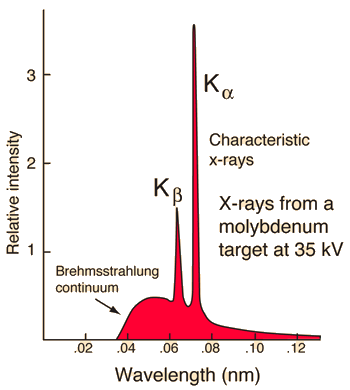 3
2
1
Relative intensity
Kα
Kβ
Characteristic
x-rays
X-rays from a
molybdenum
target at 35 kV
Brehmsstrahlung
continuum
.02 .04 .06 .08 .10 .12
Wavelength (nm)